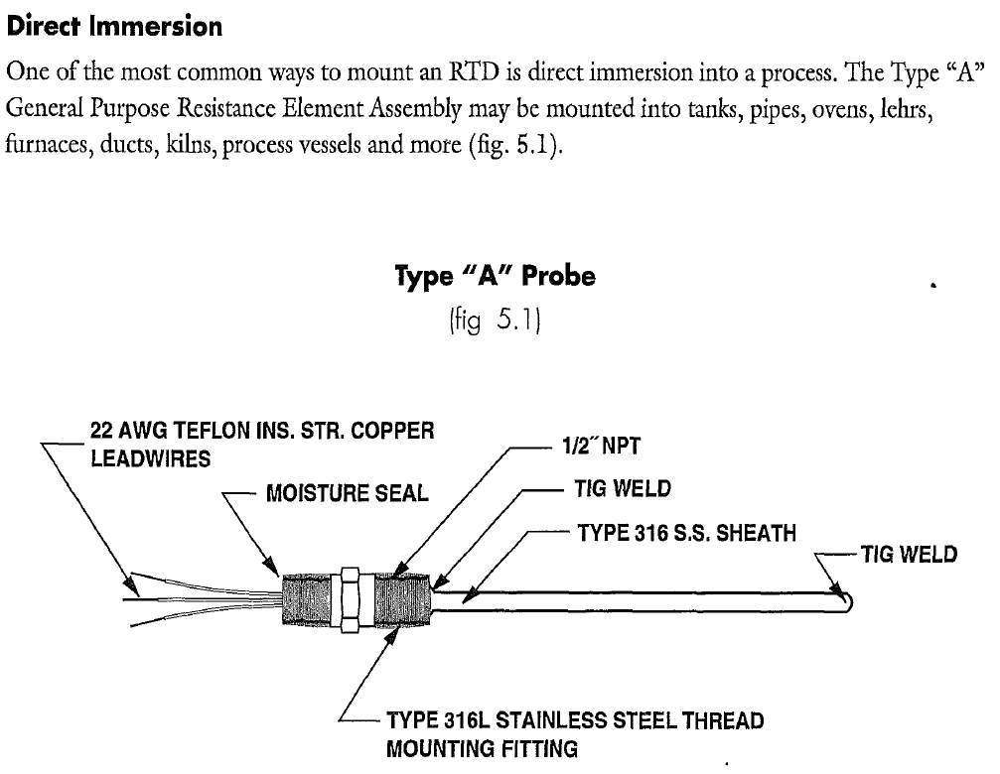 Direct Immersion
One of the most common ways to mount an RTD is direct immersion into a process. The Type “A”
General Purpose Resistance Element Assembly may be mounted into tanks, pipes, ovens, lehrs,
furnaces, ducts, kilns, process vessels and more (fig. 5.1).
Type “A” Probe
(fig 5.1)
22 AWG TEFLON INS. STR. COPPER
LEADWIRES
1/2″NPT
MOISTURE SEAL
TIG WELD
TYPE 316 S.S. SHEATH
TIG WELD
TYPE 316L STAINLESS STEEL THREAD
MOUNTING FITTING